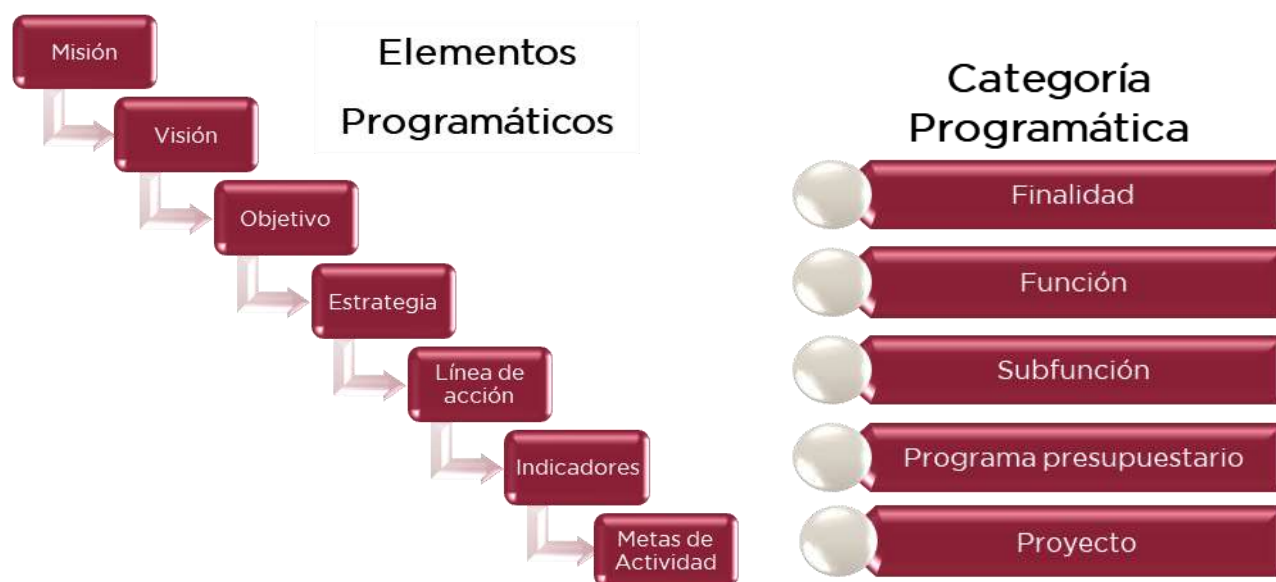 Elementos
Programáticos
Misión
Visión
Objetivo
Estrategia
Línea de
acción
Indicadores
Metas de
Actividad
Categoría
Programática
Finalidad
Función
Subfunción
Programa presupuestario
Proyecto